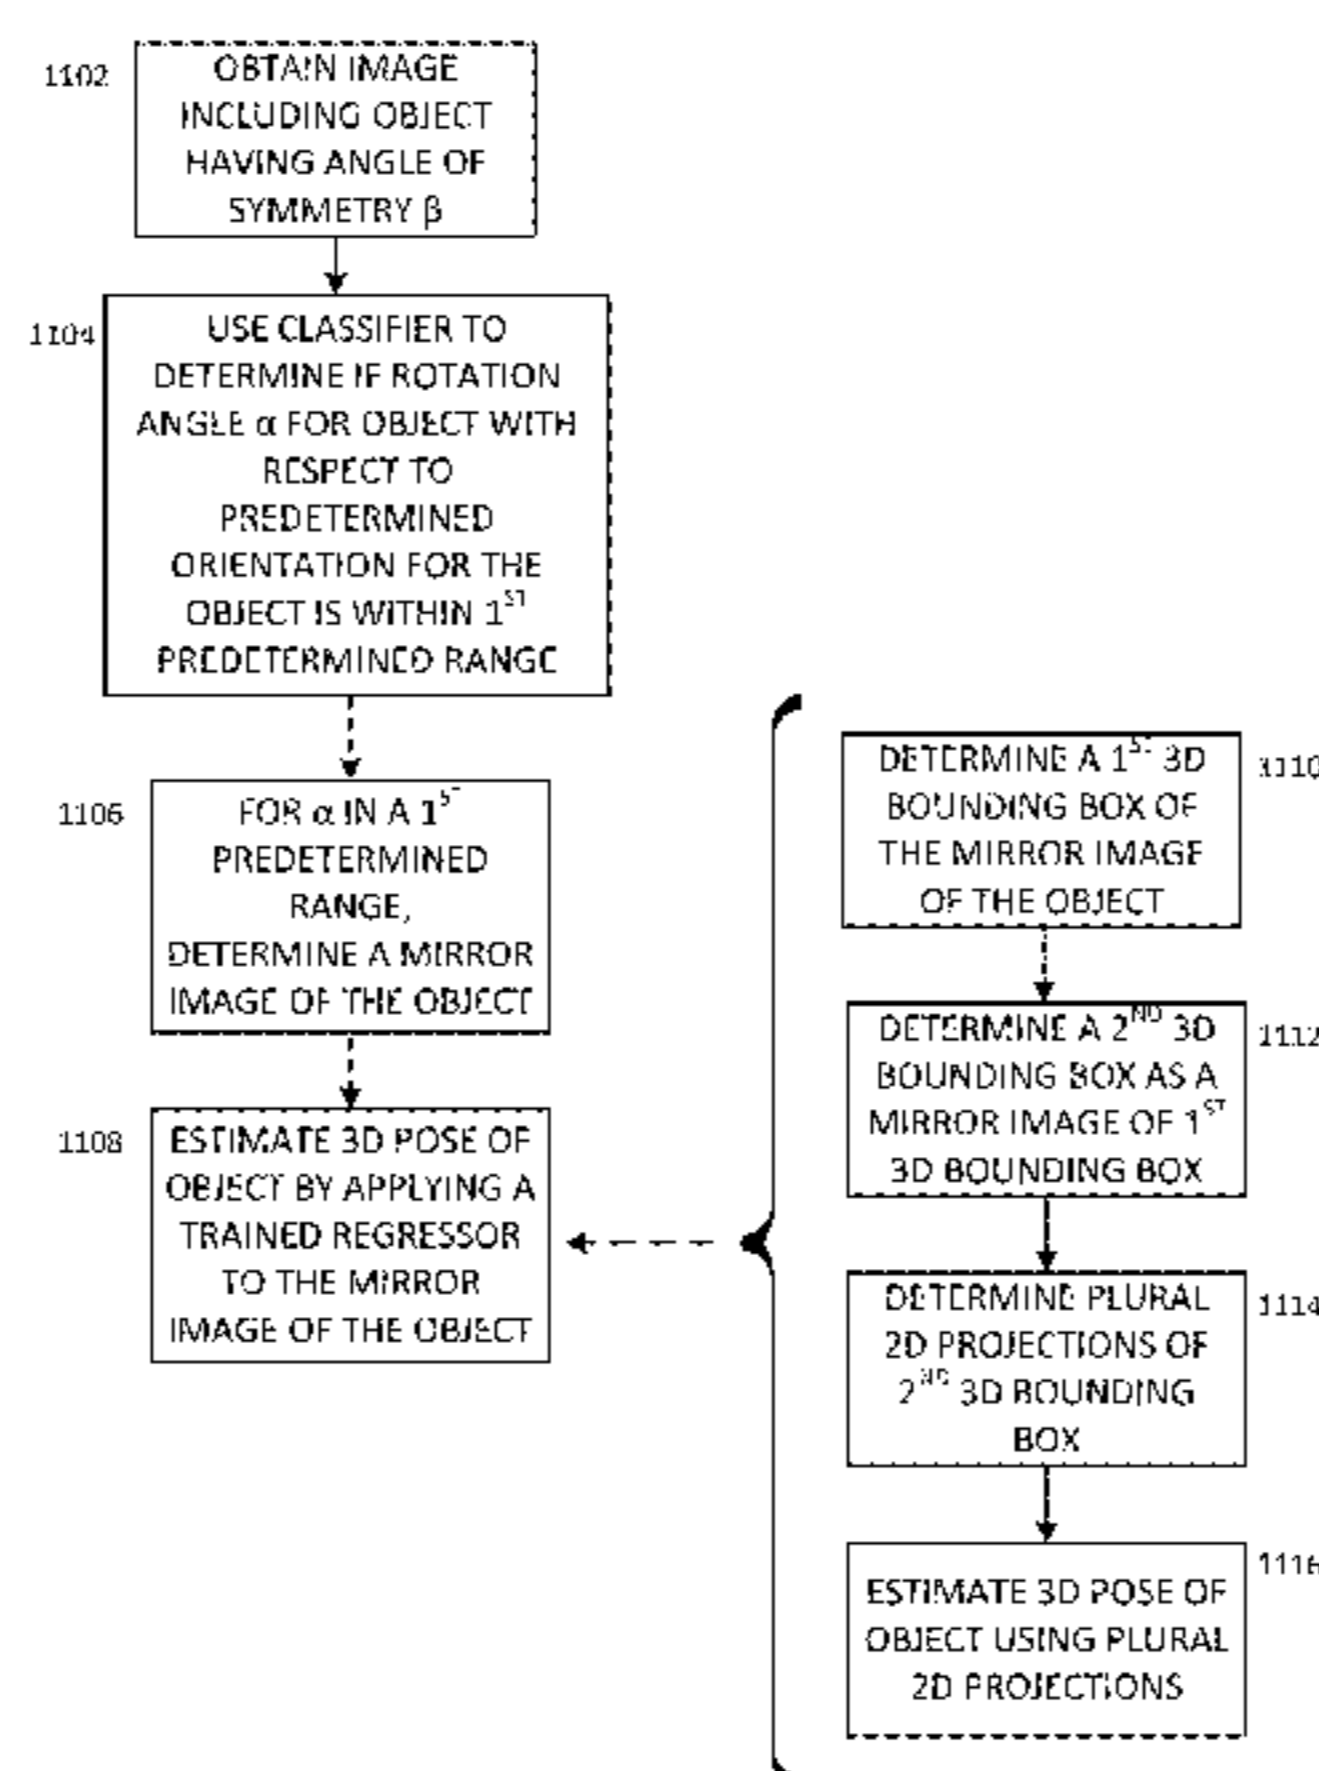 1102
OBTAIN IMAGE
INCLUDING OBJECT
HAVING ANGLE OF
SYMMETRY β
1104
USE CLASSIFIER TO
DETERMINE IF ROTATION
ANGLE α FOR OBJECT WITH
RESPECT TO
PREDETERMINED
ORIENTATION FOR THE
OBJECT IS WITHIN 1ST
PREDETERMINED RANGE
1106
FOR α IN A 1ST
PREDETERMINED
RANGE,
DETERMINE A MIRROR
IMAGE OF THE OBJECT
1108
ESTIMATE 3D POSE OF
OBJECT BY APPLYING A
TRAINED REGRESSOR
TO THE MIRROR
IMAGE OF THE OBJECT
DETERMINE A 1ST 3D
BOUNDING BOX OF
THE MIRROR IMAGE
OF THE OBJECT
1110
DETERMINE A 2ND 3D
BOUNDING BOX AS A
MIRROR IMAGE OF 1ST
3D BOUNDING BOX
1112
DETERMINE PLURAL
2D PROJECTIONS OF
2ND 3D BOUNDING
BOX
1114
ESTIMATE 3D POSE OF
OBJECT USING PLURAL
2D PROJECTIONS
1116